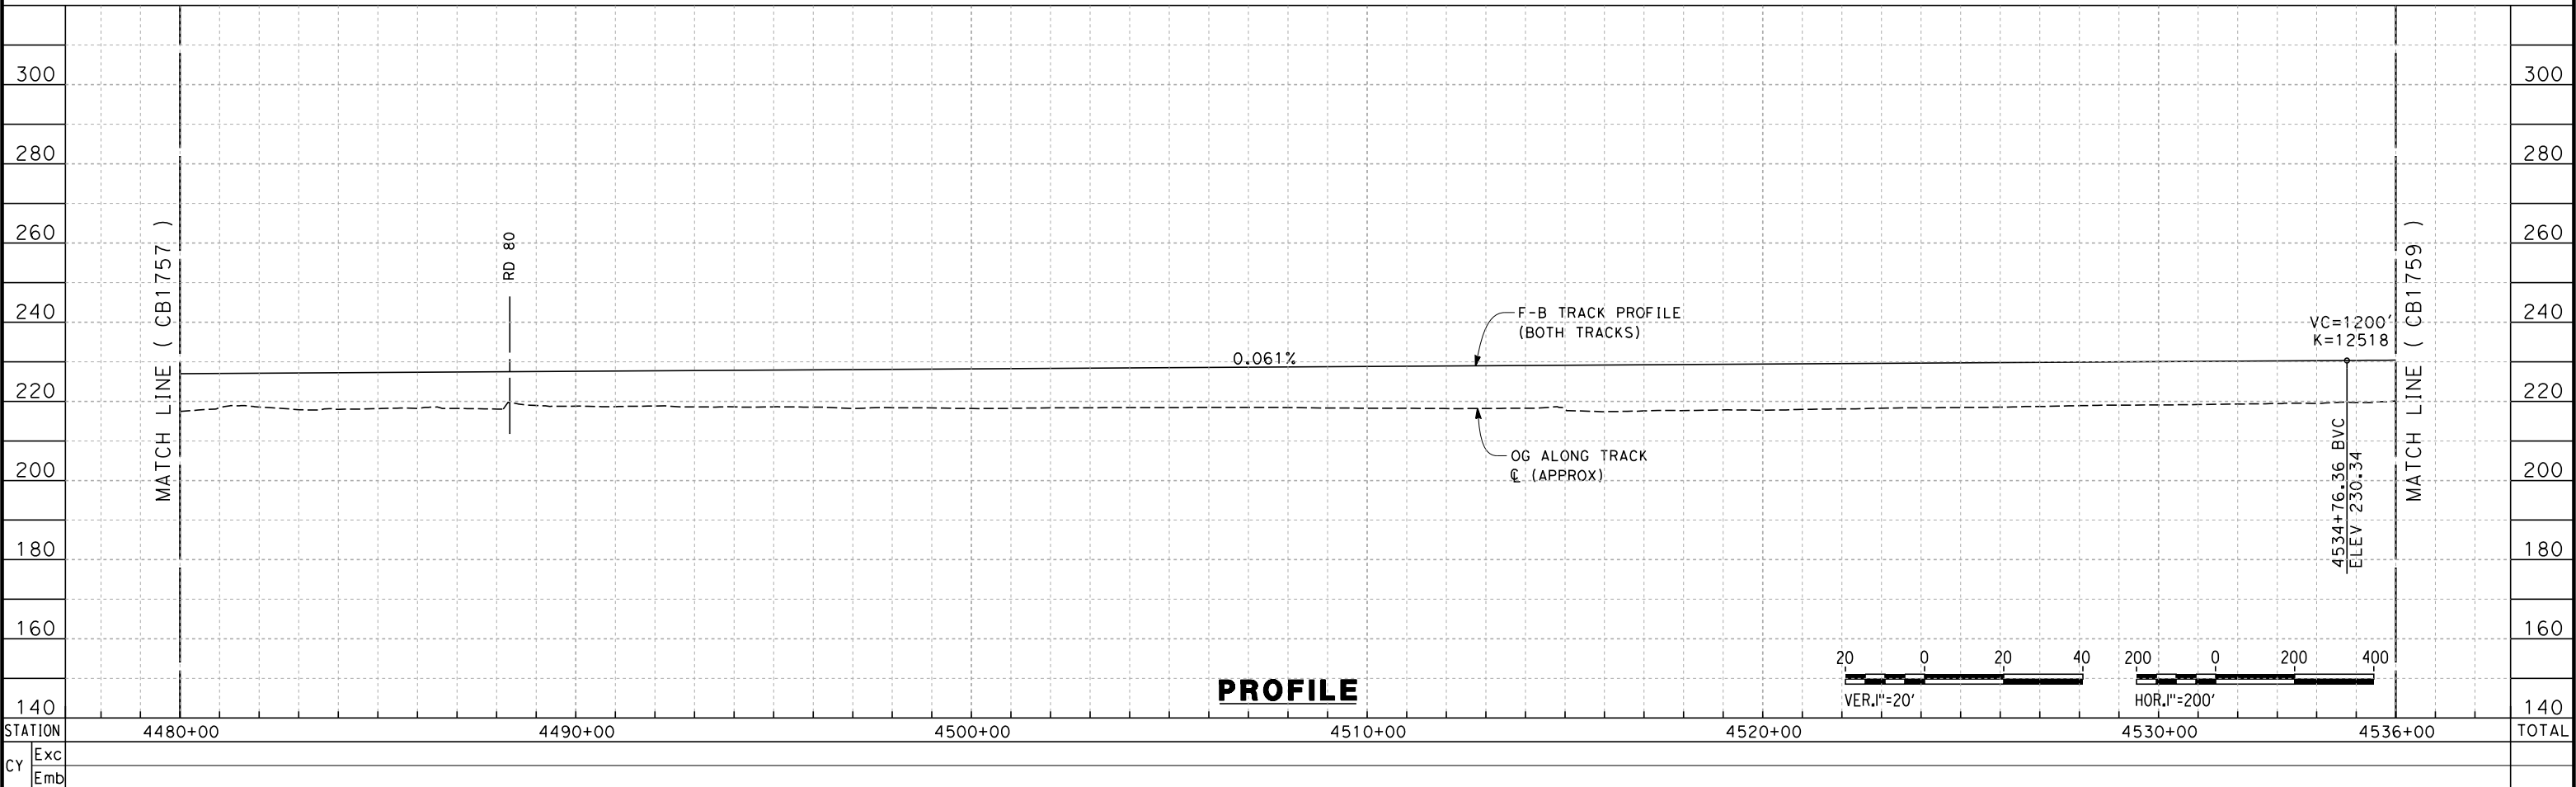 300
280
260
240
220
200
180
160
140
MATCH LINE ( CB1757 )
RD 80
0.061%
F-B TRACK PROFILE
(BOTH TRACKS)
OG ALONG TRACK
℄ (APPROX)
VC=1200'
K=12518
4534+76.36 BVC
ELEV 230.34
MATCH LINE ( CB1759 )
300
280
260
240
220
200
180
160
140
PROFILE
20 0 20 40
VER.1"=20'
200 0 200 400
HOR.1"=200'
STATION 4480+00 4490+00 4500+00 4510+00 4520+00 4530+00 4536+00 TOTAL
CY
Exc
Emb